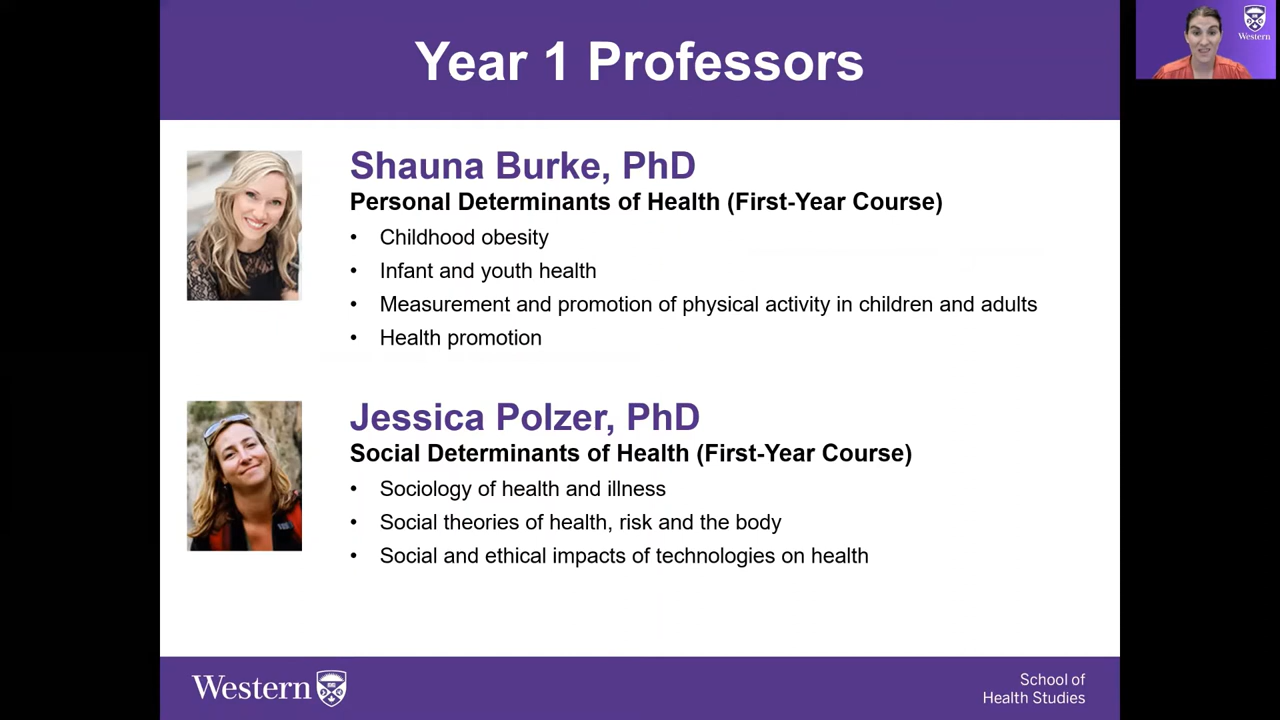 Year 1 Professors
Western
Shauna Burke, PhD
Personal Determinants of Health (First-Year Course)
• Childhood obesity
• Infant and youth health
• Measurement and promotion of physical activity in children and adults
• Health promotion
Jessica Polzer, PhD
Social Determinants of Health (First-Year Course)
• Sociology of health and illness
• Social theories of health, risk and the body
• Social and ethical impacts of technologies on health
Western
School of
Health Studies